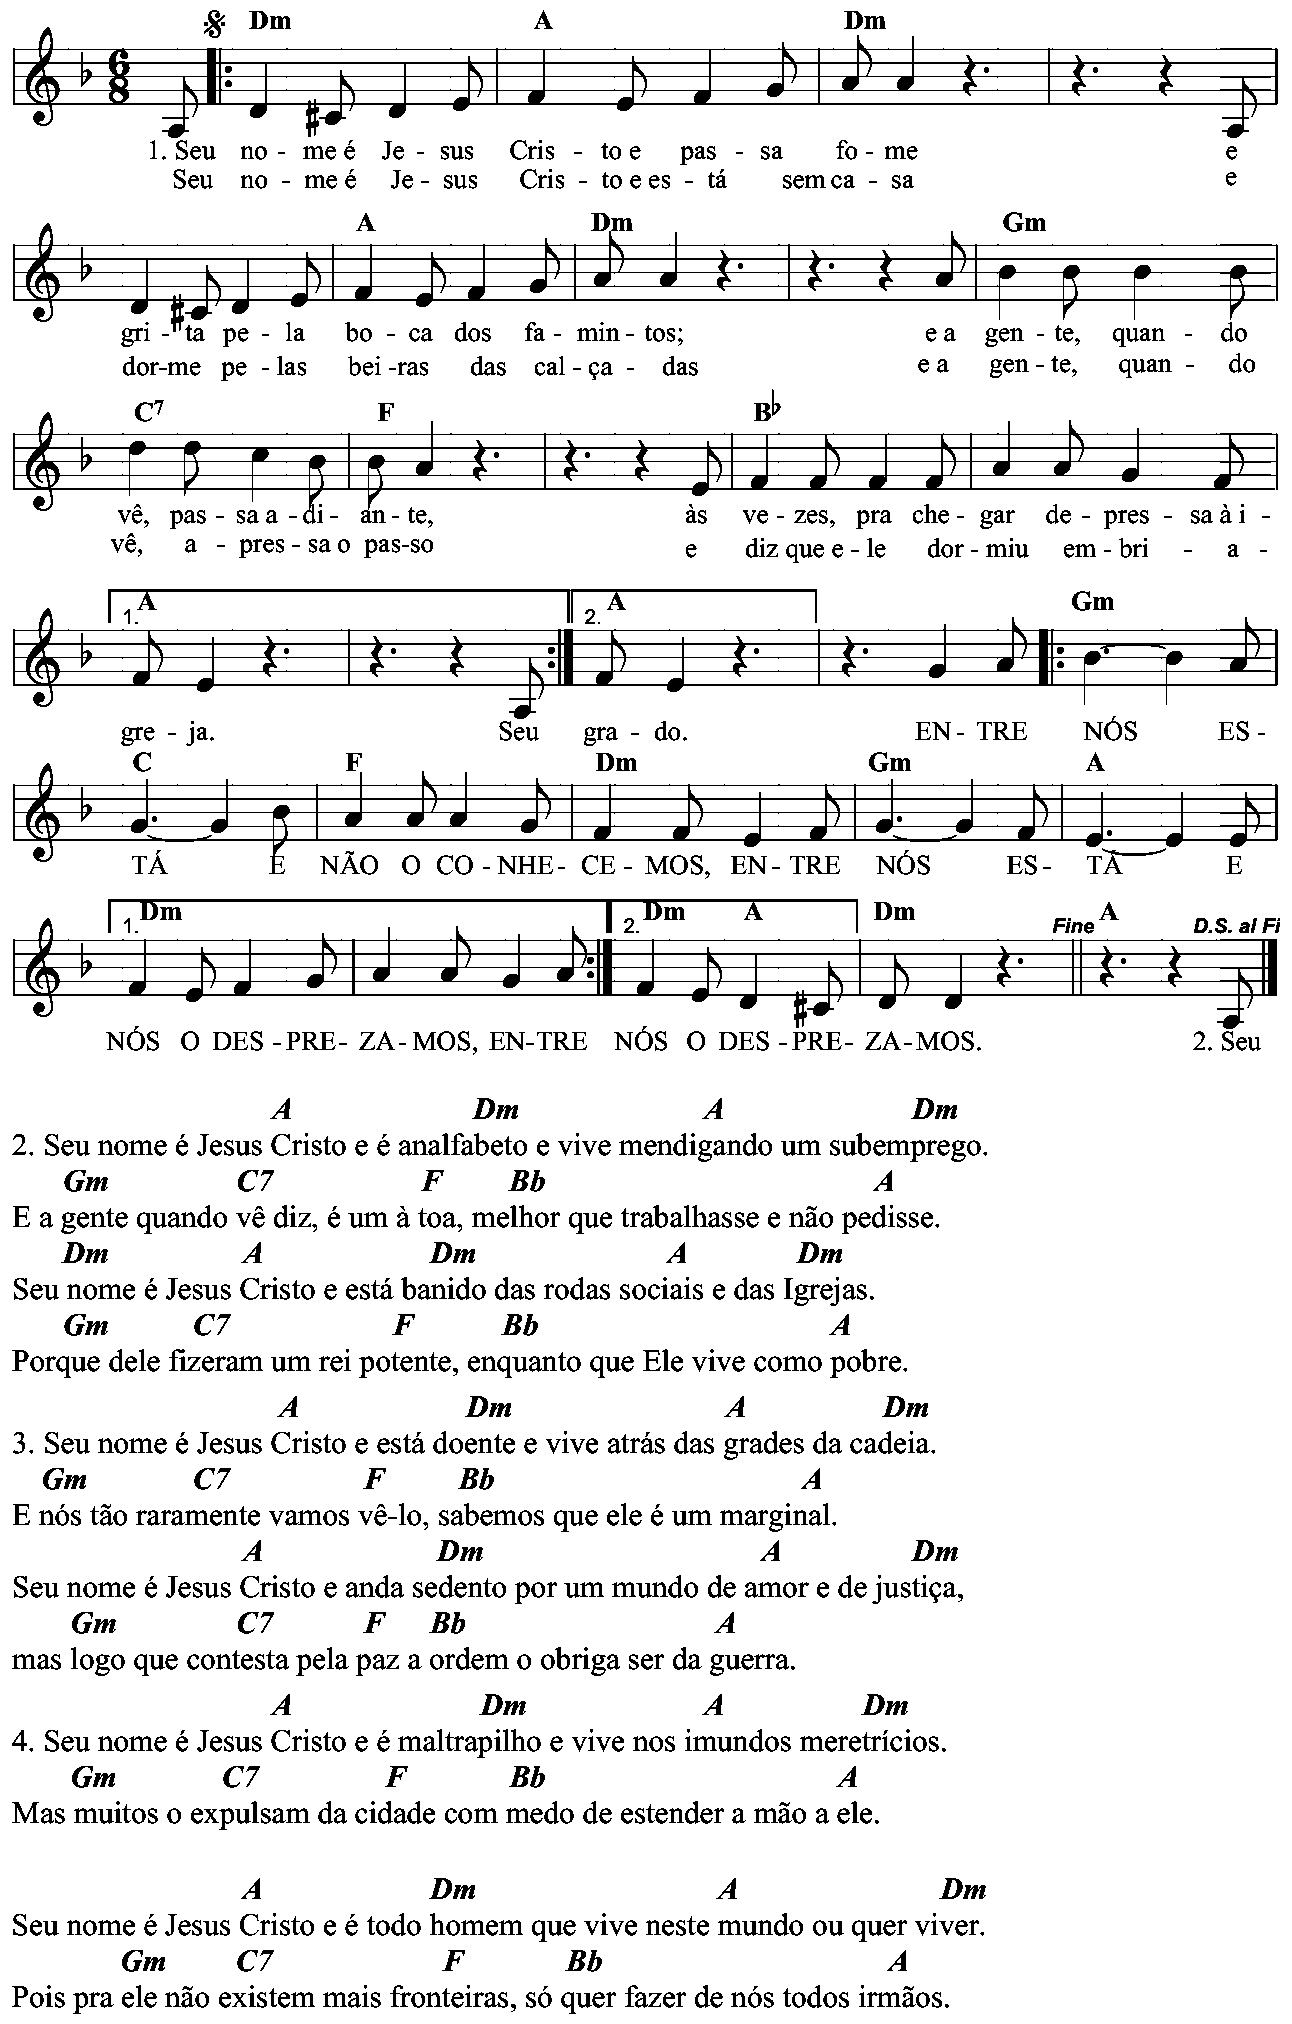 Dm A Dm
1. Seu no - me é Je - sus Cris - to e pas - sa fo - me e
Seu no - me é Je - sus Cris - to e es - tá sem ca - sa e
A Dm Gm
gri - ta pe - la bo - ca dos fa - min - tos; e a gen - te, quan - do
dor-me pe - las bei -ras das cal - ça - das e a gen - te, quan - do
C7 F Bb
vê, pas - sa a - di - an - te, às ve - zes, pra che - gar de - pres - sa à i -
vê, a - pres - sa o pas-so e diz que e - le dor - miu em - bri - a -
1. A 2. A Gm
gre - ja. Seu gra - do. EN - TRE NÓS ES -
C F Dm Gm A
TÁ E NÃO O CO - NHE - CE - MOS, EN - TRE NÓS ES - TÁ E
1. Dm 2. Dm A Dm Fine A D.S. al Fi
NÓS O DES - PRE - ZA - MOS, EN - TRE NÓS O DES - PRE - ZA - MOS. 2. Seu
A Dm A Dm
2. Seu nome é Jesus Cristo e é analfabeto e vive mendigando um subemprego.
Gm C7 F Bb A
E a gente quando vê diz, é um à toa, melhor que trabalhasse e não pedisse.
Dm A Dm A Dm
Seu nome é Jesus Cristo e está banido das rodas sociais e das Igrejas.
Gm C7 F Bb A
Porque dele fizeram um rei potente, enquanto que Ele vive como pobre.
A Dm A Dm
3. Seu nome é Jesus Cristo e está doente e vive atrás das grades da cadeia.
Gm C7 F Bb A
E nós tão raramente vamos vê-lo, sabemos que ele é um marginal.
A Dm A Dm
Seu nome é Jesus Cristo e anda sedento por um mundo de amor e de justiça,
Gm C7 F Bb A
mas logo que contesta pela paz a ordem o obriga ser da guerra.
A Dm A Dm
4. Seu nome é Jesus Cristo e é maltrapilho e vive nos imundos meretrícios.
Gm C7 F Bb A
Mas muitos o expulsam da cidade com medo de estender a mão a ele.
A Dm A Dm
Seu nome é Jesus Cristo e é todo homem que vive neste mundo ou quer viver.
Gm C7 F Bb A
Pois pra ele não existem mais fronteiras, só quer fazer de nós todos irmãos.